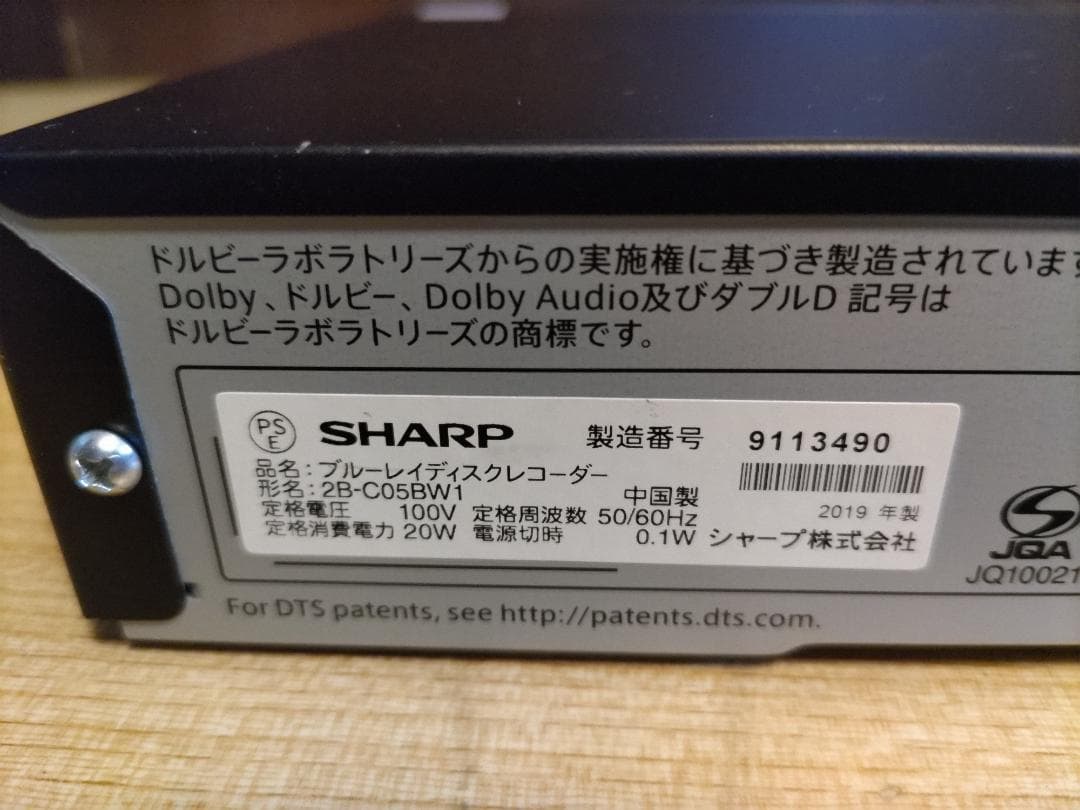 ドルビーラボラトリーズからの実施権に基づき製造されています
Dolby、ドルビー、Dolby Audio及びダブルD 記号は
ドルビーラボラトリーズの商標です。
PS E SHARP 製造番号 9113490
品名：ブルーレイディスクレコーダー
形名：2B-C05BW1 中国製
定格電圧 100V 定格周波数 50/60Hz 2019 年製
定格消費電力 20W 電源切時 0.1W シャープ株式会社
JQA
JQ10021
For DTS patents, see http://patents.dts.com.